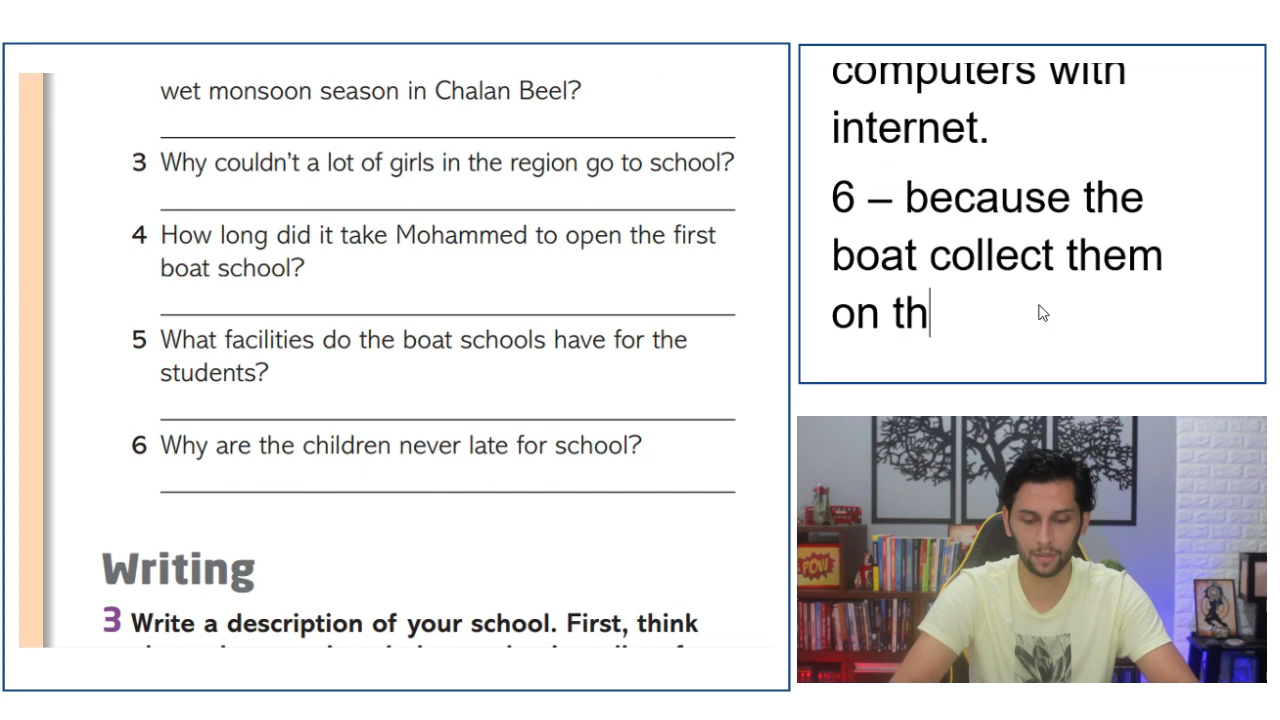 wet monsoon season in Chalan Beel?
3 Why couldn't a lot of girls in the region go to school?
4 How long did it take Mohammed to open the first
boat school?
5 What facilities do the boat schools have for the
students?
6 Why are the children never late for school?
Writing
3 Write a description of your school. First, think
computers with
internet.
6 – because the
boat collect them
on th
POW